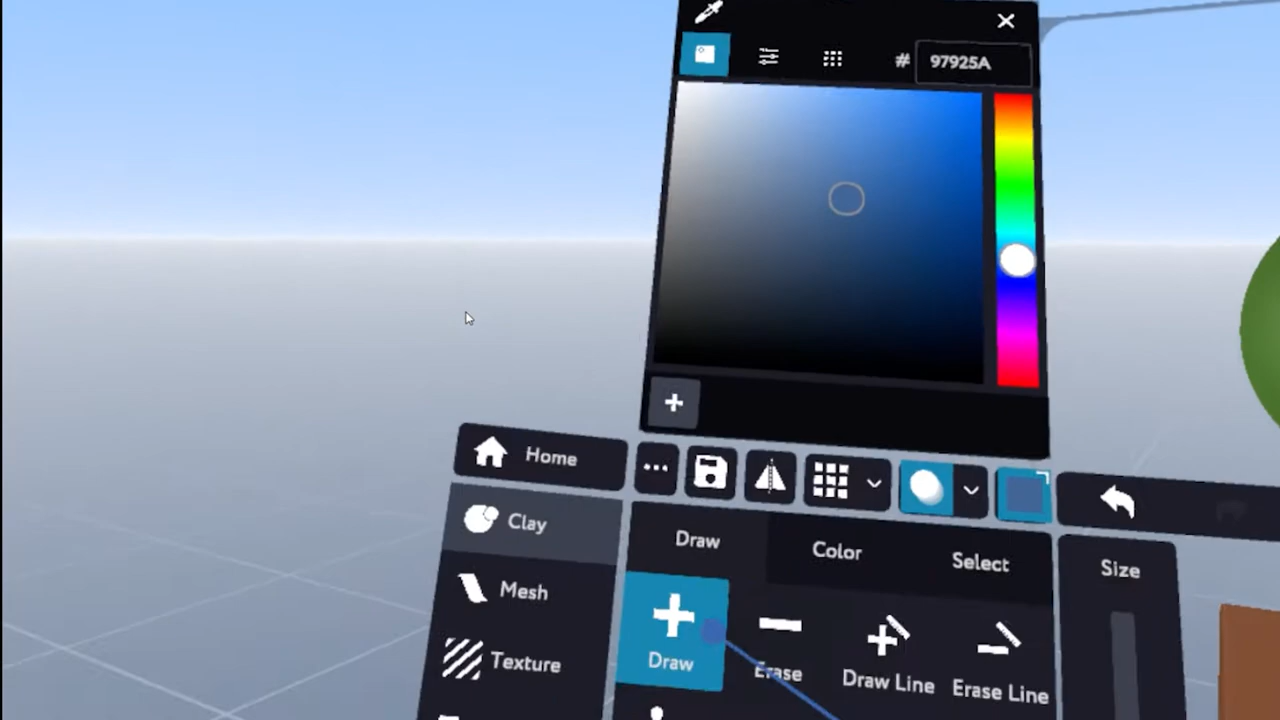 # 97925A
Home
Clay
Mesh
Texture
Draw Color Select
Draw Erase Draw Line Erase Line
Size